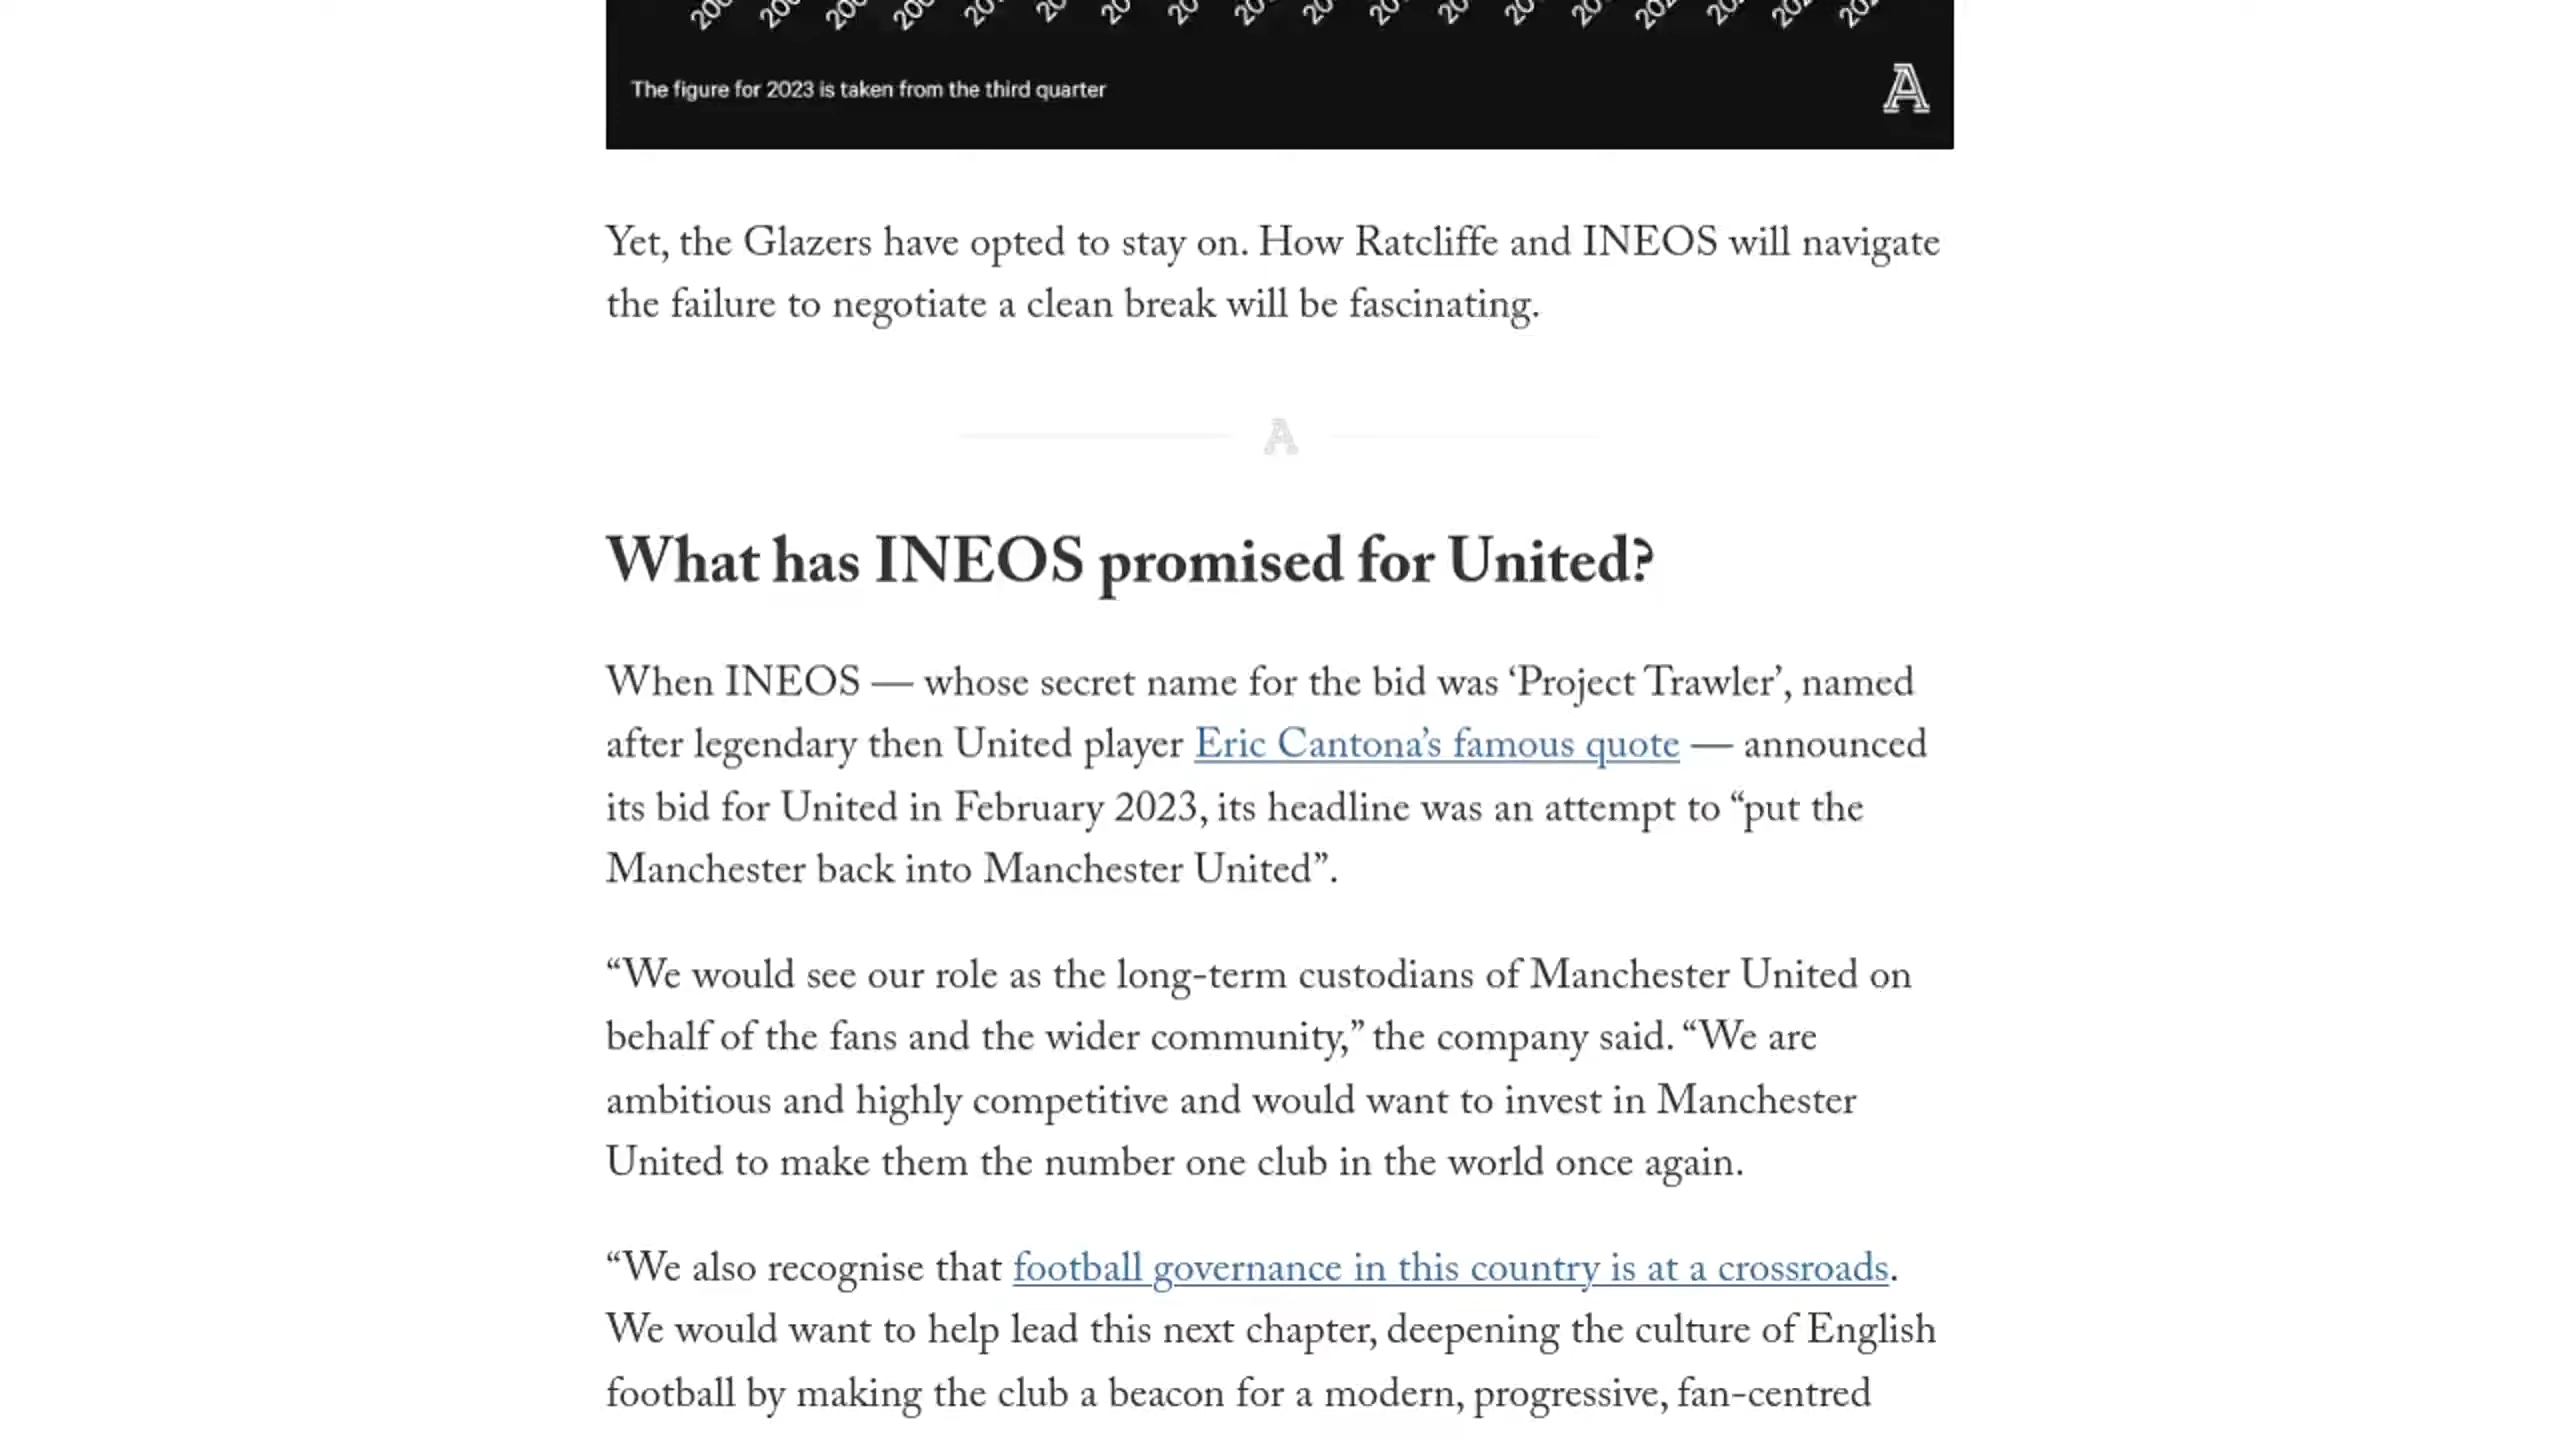 The figure for 2023 is taken from the third quarter
Yet, the Glazers have opted to stay on. How Ratcliffe and INEOS will navigate
the failure to negotiate a clean break will be fascinating.
What has INEOS promised for United?
When INEOS — whose secret name for the bid was ‘Project Trawler’, named
after legendary then United player Eric Cantona’s famous quote — announced
its bid for United in February 2023, its headline was an attempt to “put the
Manchester back into Manchester United”.
“We would see our role as the long-term custodians of Manchester United on
behalf of the fans and the wider community,” the company said. “We are
ambitious and highly competitive and would want to invest in Manchester
United to make them the number one club in the world once again.
“We also recognise that football governance in this country is at a crossroads.
We would want to help lead this next chapter, deepening the culture of English
football by making the club a beacon for a modern, progressive, fan-centred